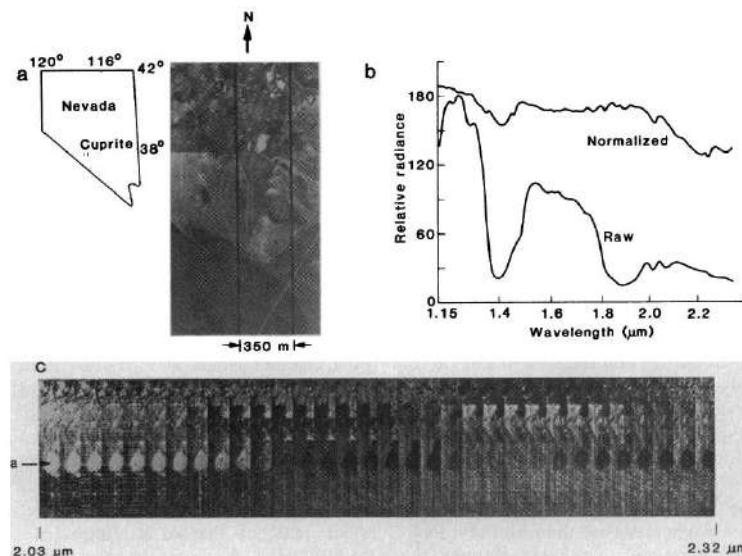 N
a
120° 116° 42°
Nevada
Cuprite 38°
350 m
b
Relative radiance
180
120
60
0
Normalized
Raw
1.15 1.4 1.6 1.8 2.0 2.2
Wavelength (μm)
C
a
2.03 μm 2.32 μm